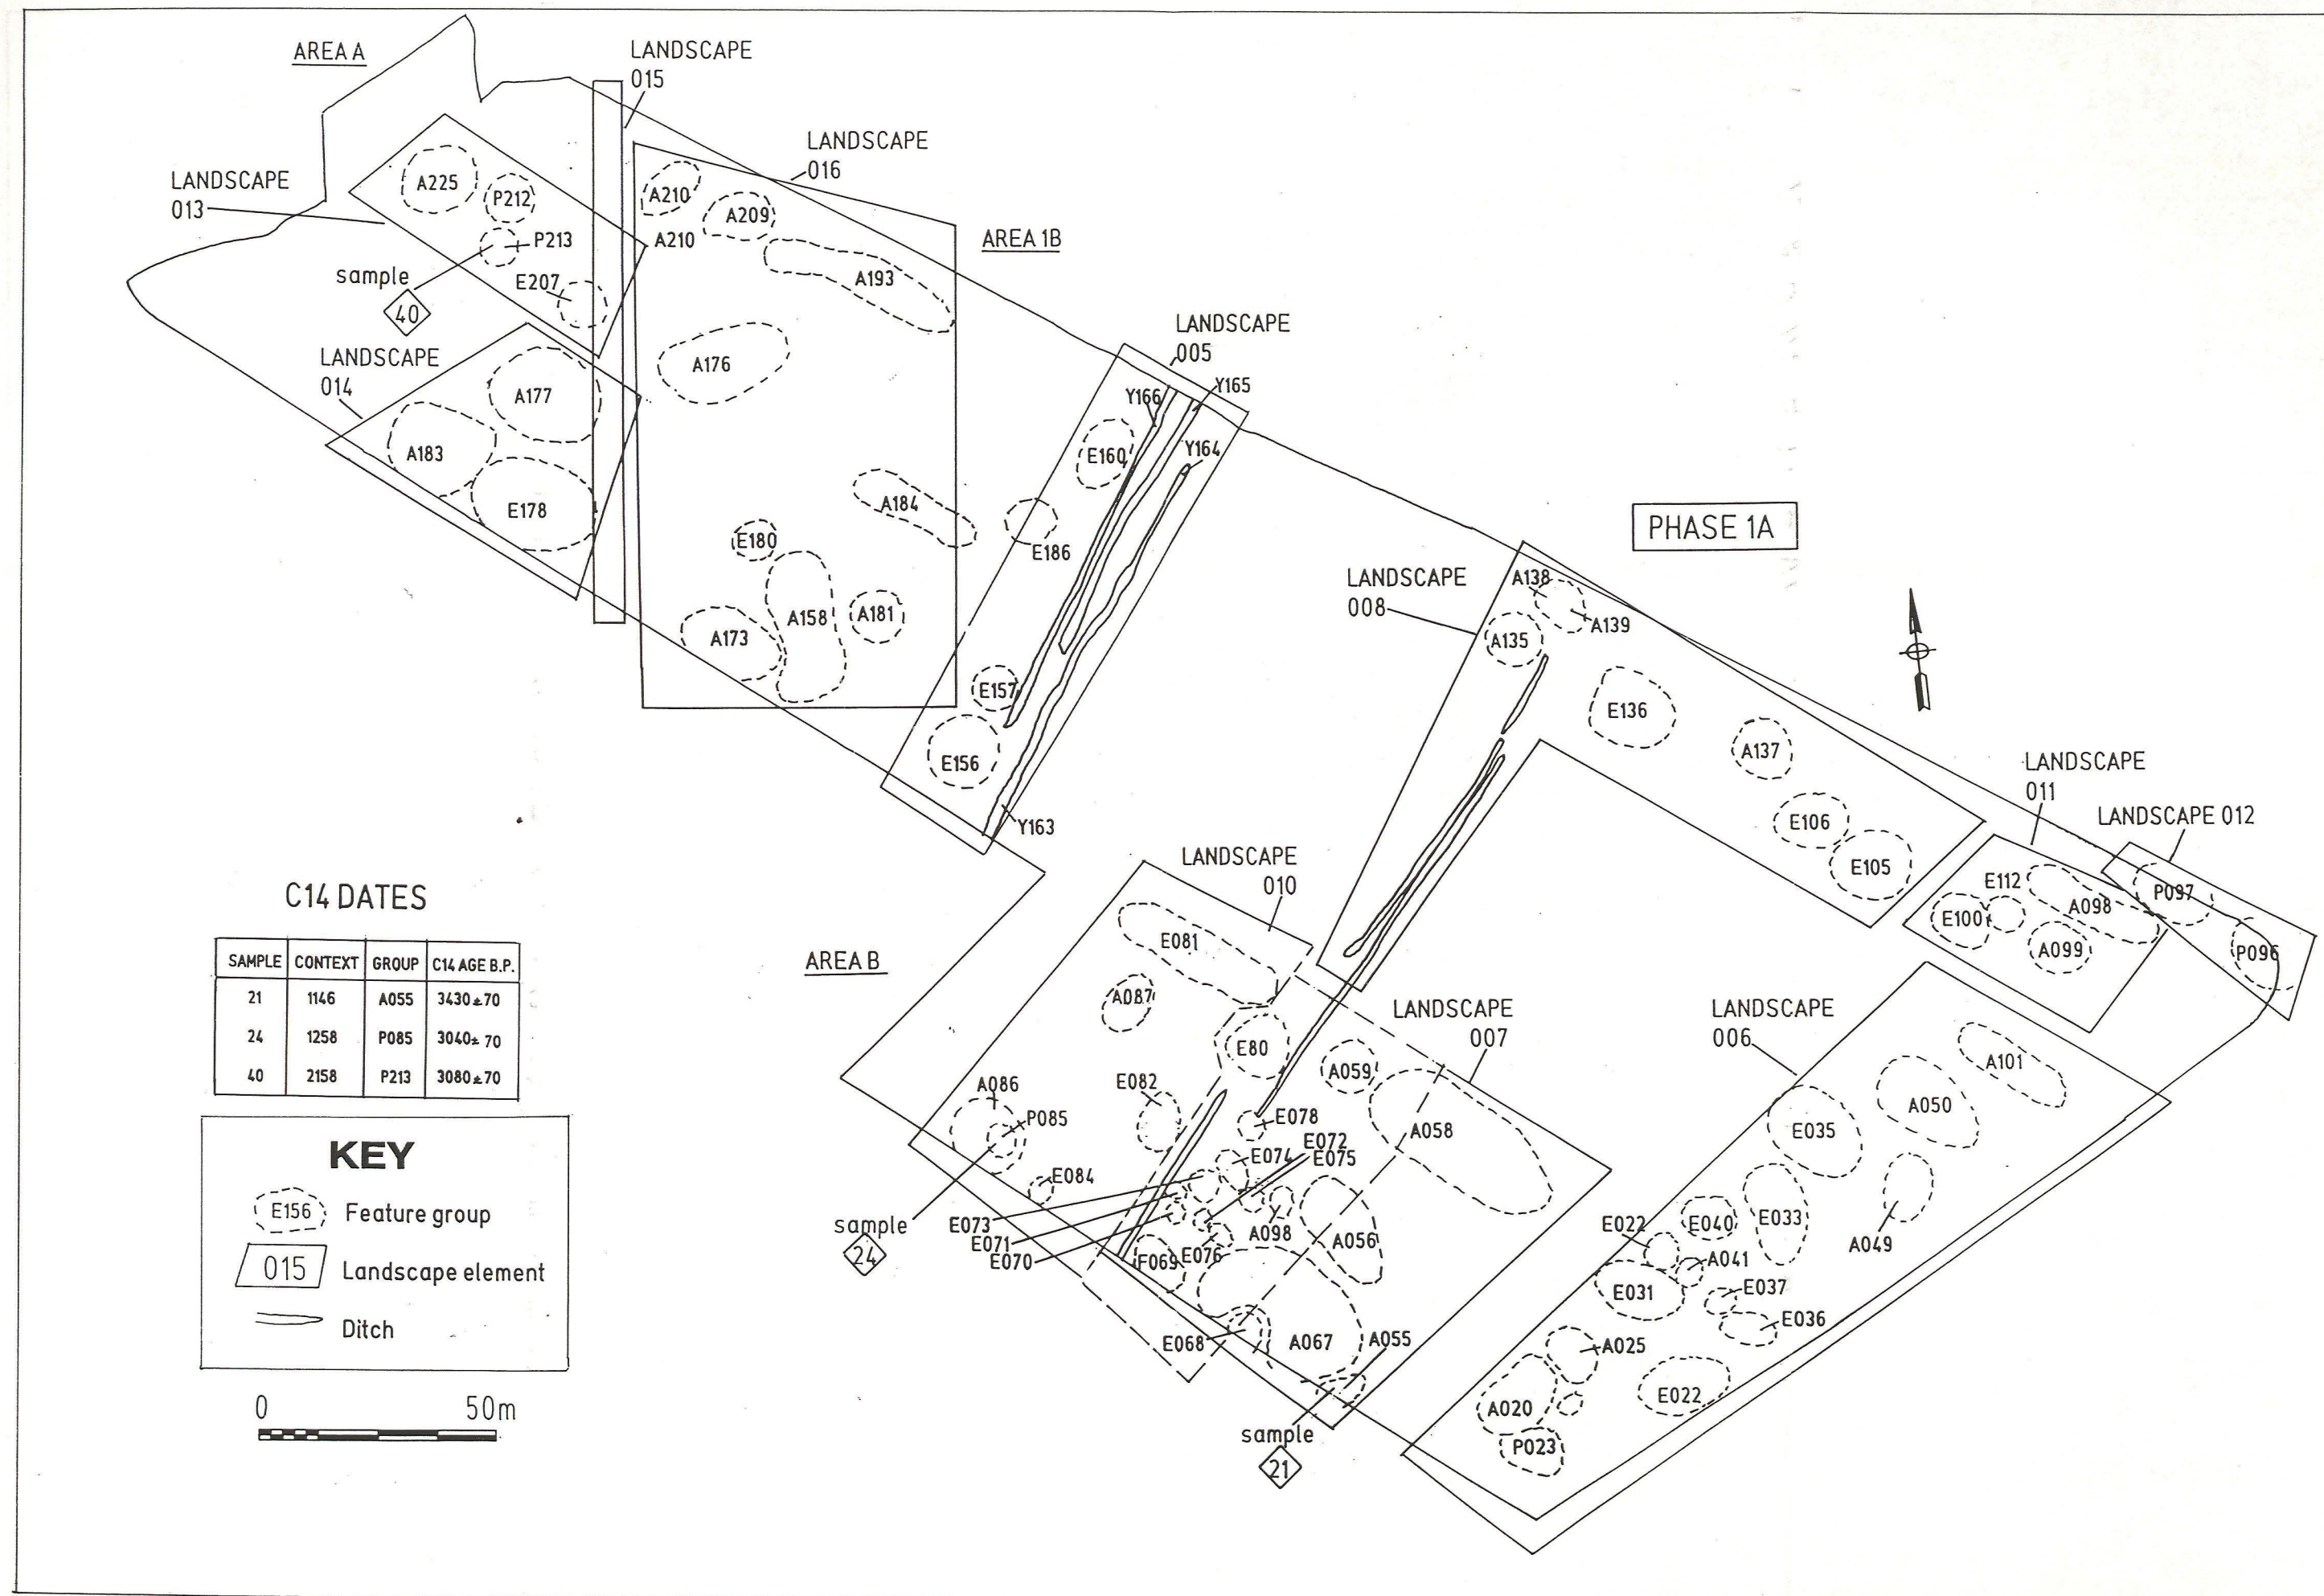 AREA A
LANDSCAPE
015
LANDSCAPE
016
LANDSCAPE
013
A225
P212
P213
A210
A209
A210
AREA 1B
A193
sample
40
E207
LANDSCAPE
014
A177
A176
A183
E178
LANDSCAPE
005
Y166
Y165
Y164
E160
A184
E186
E180
A158
A181
A173
E157
E156
Y163
PHASE 1A
LANDSCAPE
008
A138
A139
A135
E136
A137
E106
E105
LANDSCAPE
011
LANDSCAPE 012
E112
E100
A098
A099
P097
P096
C14 DATES
SAMPLE CONTEXT GROUP C14 AGE B.P.
21 1146 A055 3430±70
24 1258 P085 3040±70
40 2158 P213 3080±70
KEY
E156 Feature group
015 Landscape element
Ditch
0 50m
AREA B
LANDSCAPE
010
E081
A087
E80
A086
P085
E082
E084
sample
24
LANDSCAPE
007
A059
A058
E078
E072
E074
E075
E073
E071
E070
F069
E076
A098
A056
E068
A067
A055
sample
21
LANDSCAPE
006
A101
A050
E035
E033
E040
A049
E022
A041
E031
E037
E036
A025
A020
E022
P023